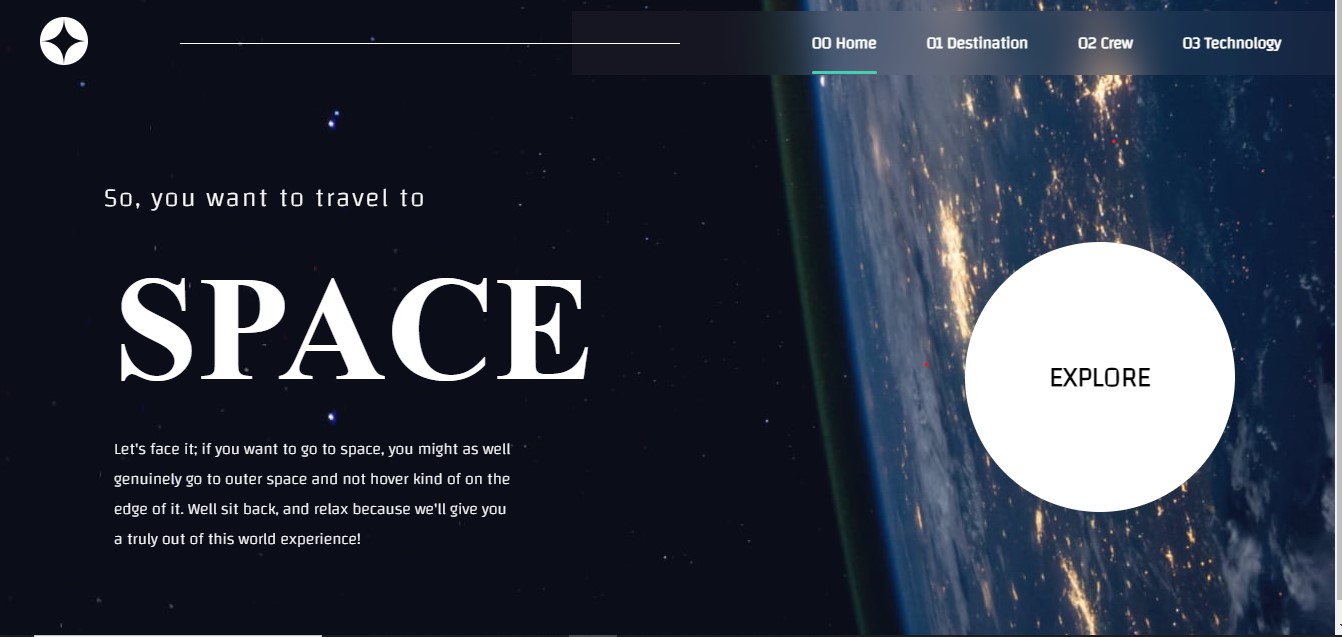 00 Home
01 Destination
02 Crew
03 Technology
So, you want to travel to
SPACE
Let's face it; if you want to go to space, you might as well
genuinely go to outer space and not hover kind of on the
edge of it. Well sit back, and relax because we'll give you
a truly out of this world experience!
EXPLORE